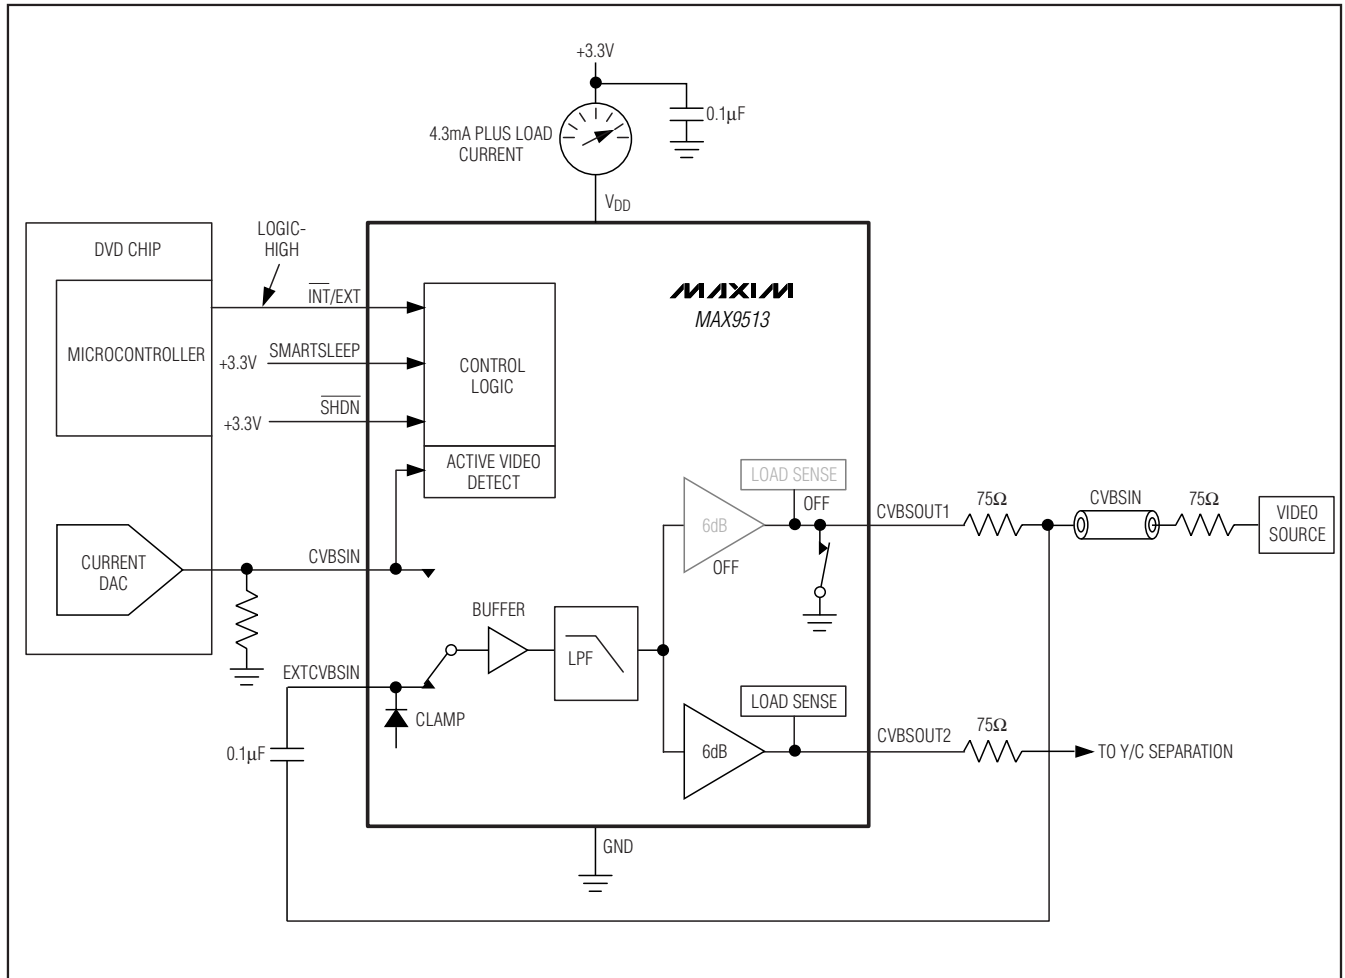 +3.3V
0.1μF
4.3mA PLUS LOAD
CURRENT
VDD
LOGIC-
HIGH
DVD CHIP
INT/EXT
MAXIM
MAX9513
MICROCONTROLLER
+3.3V
SMARTSLEEP
CONTROL
LOGIC
+3.3V
SHDN
ACTIVE VIDEO
DETECT
LOAD SENSE
OFF
CVBSOUT1
75Ω
CVBSIN
75Ω
VIDEO
SOURCE
6dB
OFF
CURRENT
DAC
CVBSIN
BUFFER
LPF
EXTCVBSIN
CLAMP
LOAD SENSE
CVBSOUT2
75Ω
6dB
TO Y/C SEPARATION
0.1μF
GND